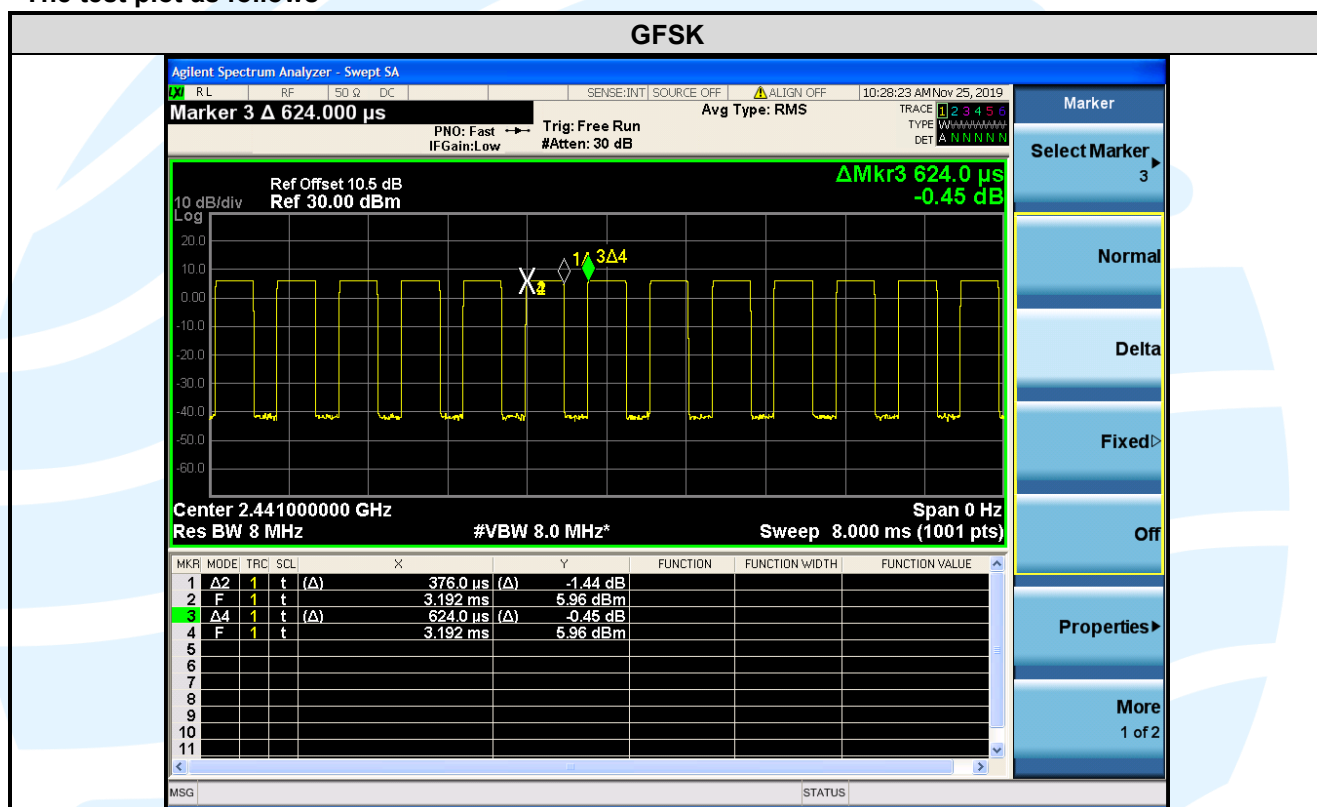 GFSK
Agilent Spectrum Analyzer - Swept SA
LXI RL RF 50 Ω DC SENSE:INT SOURCE OFF ALIGN OFF 10:28:23 AM Nov 25, 2019
Marker 3 Δ 624.000 µs
PNO: Fast
IFGain:Low
Trig: Free Run
#Atten: 30 dB
Avg Type: RMS
TRACE 1 2 3 4 5 6
TYPE WWWWWW
DET A N N N N N
Ref Offset 10.5 dB
10 dB/div Ref 30.00 dBm
Log
ΔMkr3 624.0 µs
-0.45 dB
20.0
10.0
0.00
-10.0
-20.0
-30.0
-40.0
-50.0
-60.0
3Δ4
Center 2.441000000 GHz Span 0 Hz
Res BW 8 MHz #VBW 8.0 MHz* Sweep 8.000 ms (1001 pts)
MKR MODE TRC SCL X Y FUNCTION FUNCTION WIDTH FUNCTION VALUE
1 Δ2 1 t (Δ) 376.0 µs (Δ) -1.44 dB
2 F 1 t 3.192 ms 5.96 dBm
3 Δ4 1 t (Δ) 624.0 µs (Δ) -0.45 dB
4 F 1 t 3.192 ms 5.96 dBm
5
6
7
8
9
10
11
MSG STATUS
Marker
Select Marker
3
Normal
Delta
Fixed
Off
Properties
More
1 of 2